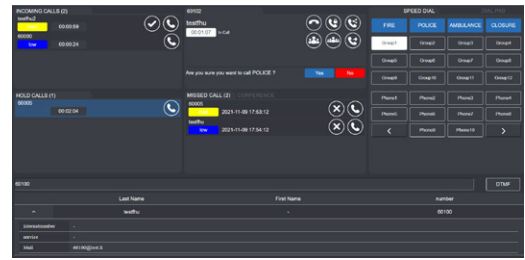 INCOMING CALLS (2)
testfhu2
00:00:59
60000
low 00:00:24
60102
testfhu
00:01:07 In Call
Are you sure you want to call POLICE ? Yes No
SPEED DIAL DIAL PAD
FIRE POLICE AMBULANCE CLOSURE
Group1 Group2 Group3 Group4
Group5 Group6 Group7 Group8
Group9 Group10 Group11 Group12
Phone1 Phone2 Phone3 Phone4
Phone5 Phone6 Phone7 Phone8
< Phone9 Phone10 >
HOLD CALLS (1)
60005
00:02:04
MISSED CALL (2) CONFERENCE
60005
2021-11-09 17:53:12
testfhu
low 2021-11-09 17:54:12
60100 DTMF
Last Name First Name number
testfhu - 60100
service -
Mail